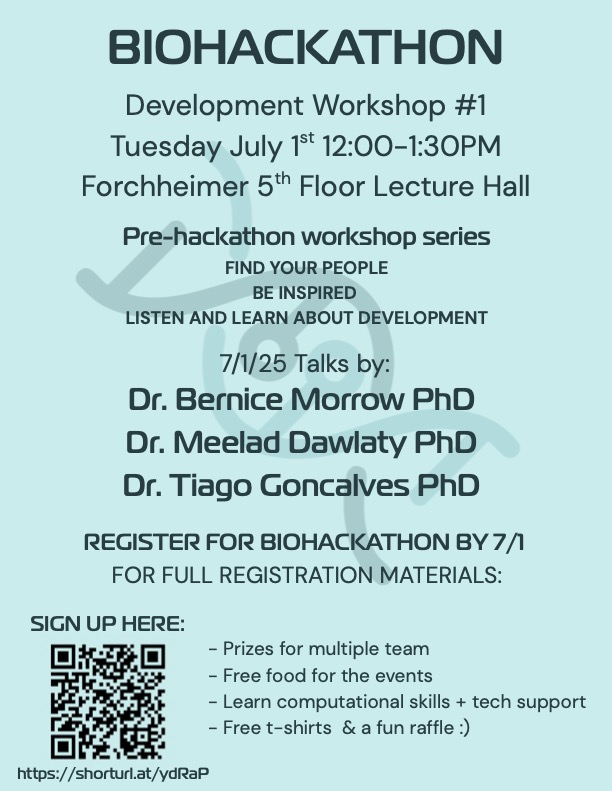 BIOHACKATHON
Development Workshop #1
Tuesday July 1st 12:00-1:30PM
Forchheimer 5th Floor Lecture Hall
Pre-hackathon workshop series
FIND YOUR PEOPLE
BE INSPIRED
LISTEN AND LEARN ABOUT DEVELOPMENT
7/1/25 Talks by:
Dr. Bernice Morrow PhD
Dr. Meelad Dawlaty PhD
Dr. Tiago Goncalves PhD
REGISTER FOR BIOHACKATHON BY 7/1
FOR FULL REGISTRATION MATERIALS:
SIGN UP HERE:
https://shorturl.at/ydRaP
- Prizes for multiple team
- Free food for the events
- Learn computational skills + tech support
- Free t-shirts & a fun raffle :)